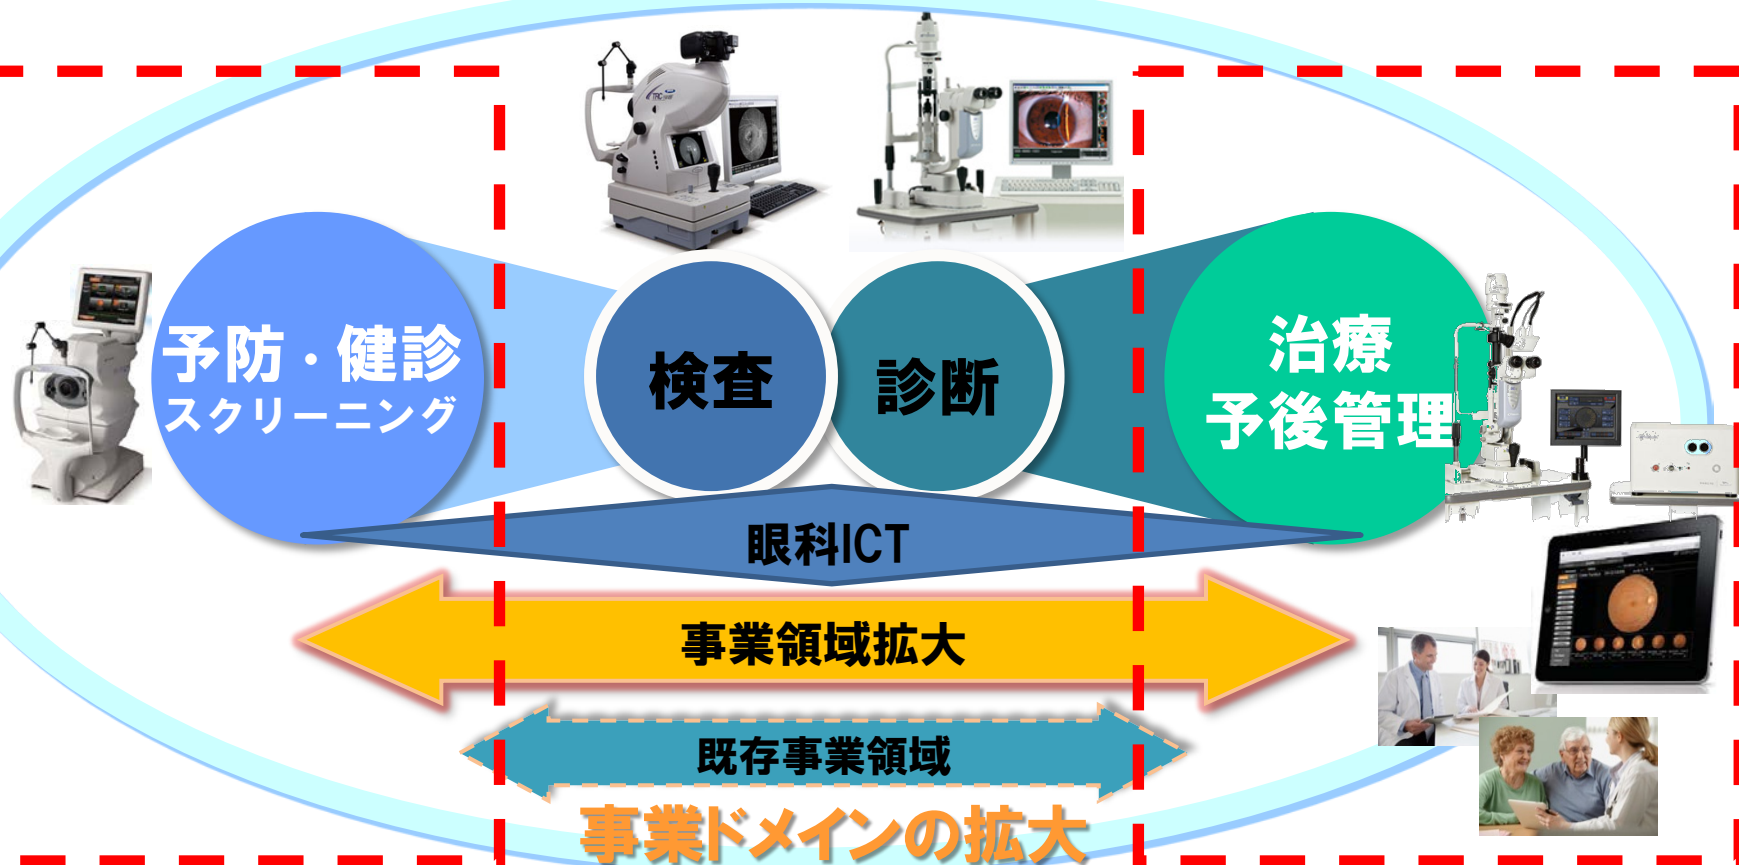 予防・健診
スクリーニング
検査
診断
治療
予後管理
眼科ICT
事業領域拡大
既存事業領域
事業ドメインの拡大